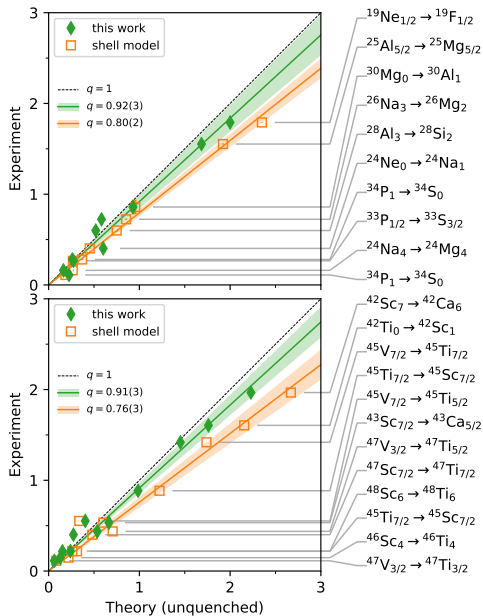 this work
shell model
q = 1
q = 0.92(3)
q = 0.80(2)
Experiment
3
2
1
0
¹⁹Ne₁/₂ → ¹⁹F₁/₂
²⁵Al₅/₂ → ²⁵Mg₅/₂
³⁰Mg₀ → ³⁰Al₁
²⁶Na₃ → ²⁶Mg₂
²⁸Al₃ → ²⁸Si₂
²⁴Ne₀ → ²⁴Na₁
³⁴P₁ → ³⁴S₀
³³P₁/₂ → ³³S₃/₂
²⁴Na₄ → ²⁴Mg₄
³⁴P₁ → ³⁴S₀
this work
shell model
q = 1
q = 0.91(3)
q = 0.76(3)
Experiment
3
2
1
0
0
1
2
3
Theory (unquenched)
⁴²Sc₇ → ⁴²Ca₆
⁴²Ti₀ → ⁴²Sc₁
⁴⁵V₇/₂ → ⁴⁵Ti₇/₂
⁴⁵Ti₇/₂ → ⁴⁵Sc₇/₂
⁴⁵V₇/₂ → ⁴⁵Ti₅/₂
⁴³Sc₇/₂ → ⁴³Ca₅/₂
⁴⁷V₃/₂ → ⁴⁷Ti₅/₂
⁴⁷Sc₇/₂ → ⁴⁷Ti₇/₂
⁴⁸Sc₆ → ⁴⁸Ti₆
⁴⁵Ti₇/₂ → ⁴⁵Sc₇/₂
⁴⁶Sc₄ → ⁴⁶Ti₄
⁴⁷V₃/₂ → ⁴⁷Ti₃/₂